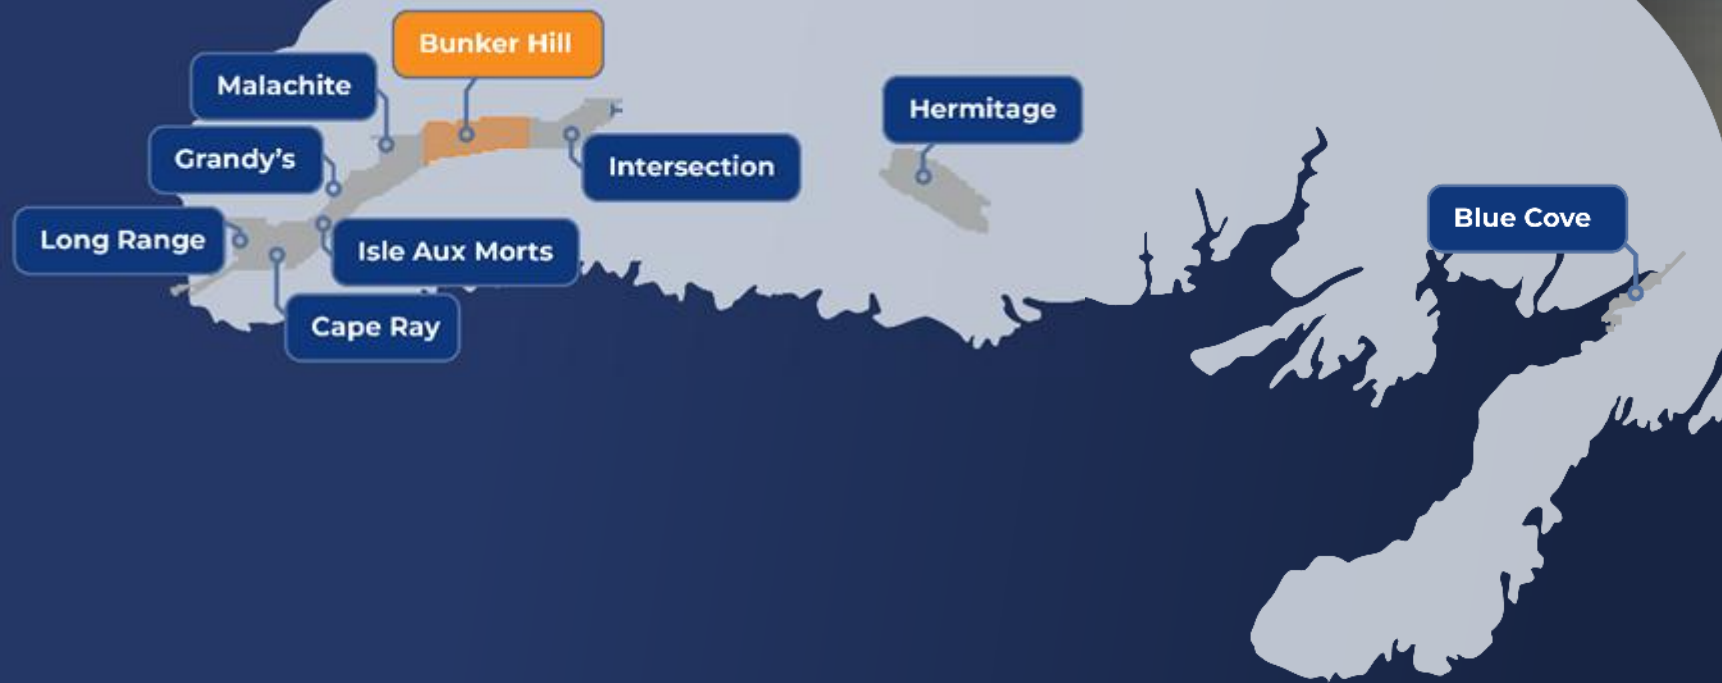 Bunker Hill
Malachite
Hermitage
Grandy's
Intersection
Blue Cove
Long Range
Isle Aux Morts
Cape Ray